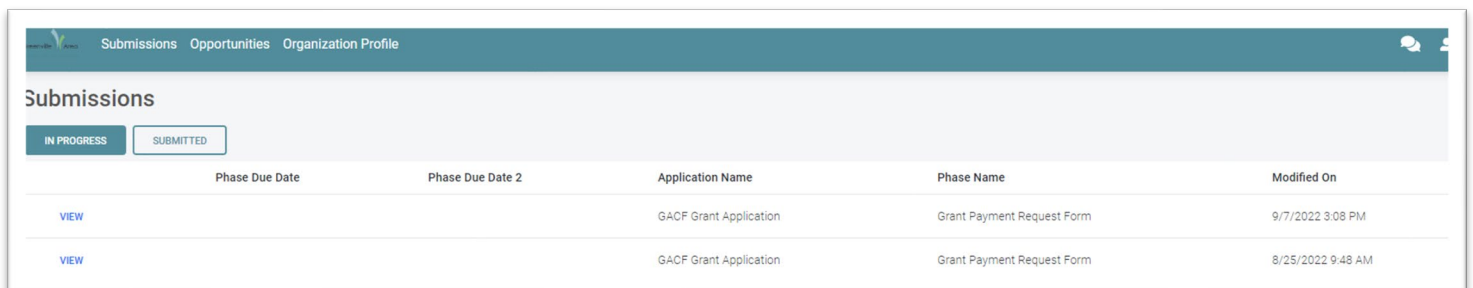 Submissions Opportunities Organization Profile
Submissions
IN PROGRESS SUBMITTED
Phase Due Date Phase Due Date 2 Application Name Phase Name Modified On
VIEW GACF Grant Application Grant Payment Request Form 9/7/2022 3:08 PM
VIEW GACF Grant Application Grant Payment Request Form 8/25/2022 9:48 AM